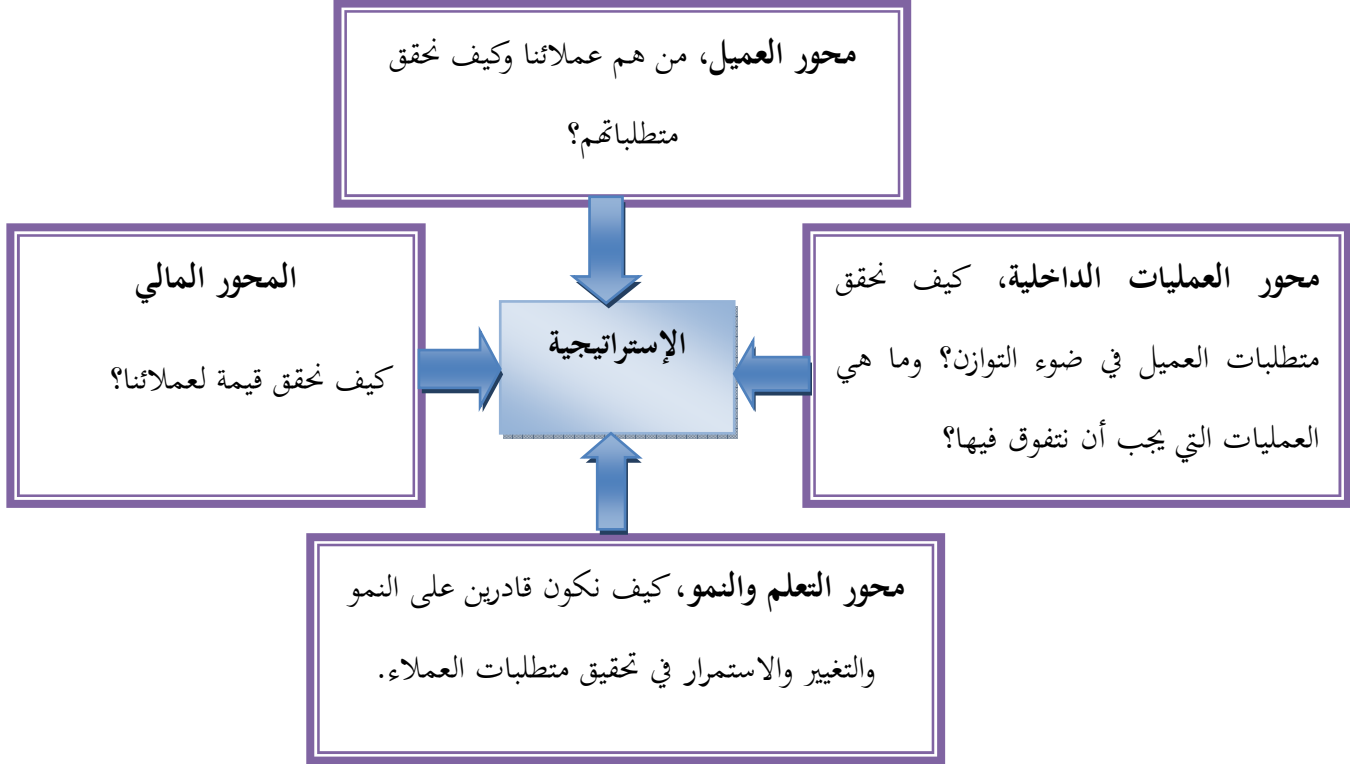 محور العميل، من هم عملائنا وكيف نحقق
متطلباتهم؟
محور العمليات الداخلية، كيف نحقق
متطلبات العميل في ضوء التوازن؟ وما هي
العمليات التي يجب أن نتفوق فيها؟
الإستراتيجية
المحور المالي
كيف نحقق قيمة لعملائنا؟
محور التعلم والنمو، كيف نكون قادرين على النمو
والتغيير والاستمرار في تحقيق متطلبات العملاء.